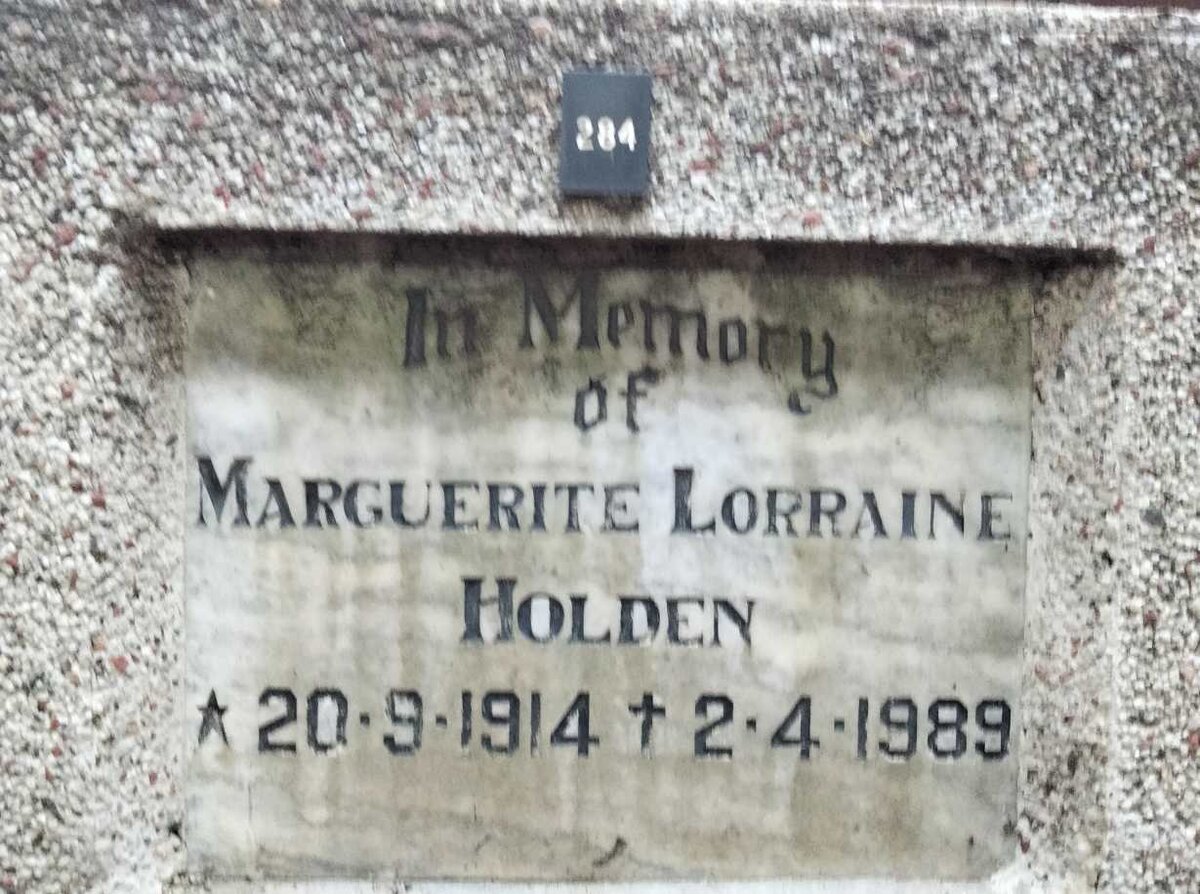 284
In Memory
of
MARGUERITE LORRAINE
HOLDEN
★ 20·9·1914 ✝ 2·4·1989